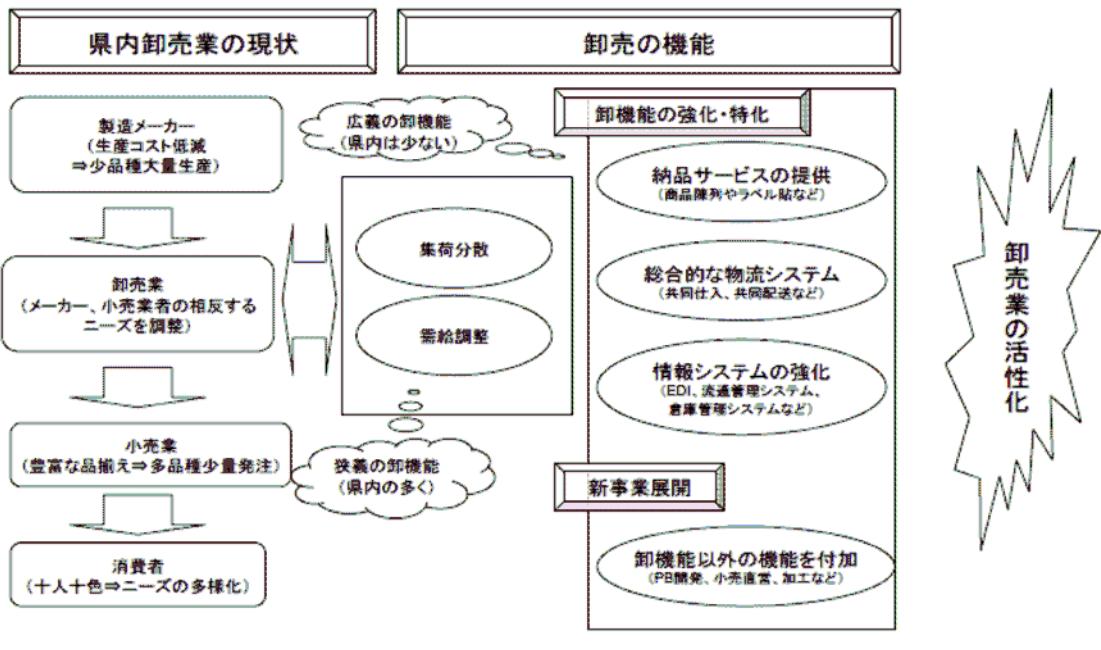 県内卸売業の現状
卸売の機能
製造メーカー
(生産コスト低減
⇒少品種大量生産)
卸売業
(メーカー、小売業者の相反する
ニーズを調整)
小売業
(豊富な品揃え⇒多品種少量発注)
消費者
(十人十色⇒ニーズの多様化)
広義の卸機能
(県内は少ない)
集荷分散
需給調整
狭義の卸機能
(県内の多く)
卸機能の強化・特化
納品サービスの提供
(商品陳列やラベル貼など)
総合的な物流システム
(共同仕入、共同配送など)
情報システムの強化
(EDI、流通管理システム、
倉庫管理システムなど)
新事業展開
卸機能以外の機能を付加
(PB開発、小売直営、加工など)
卸売業の活性化